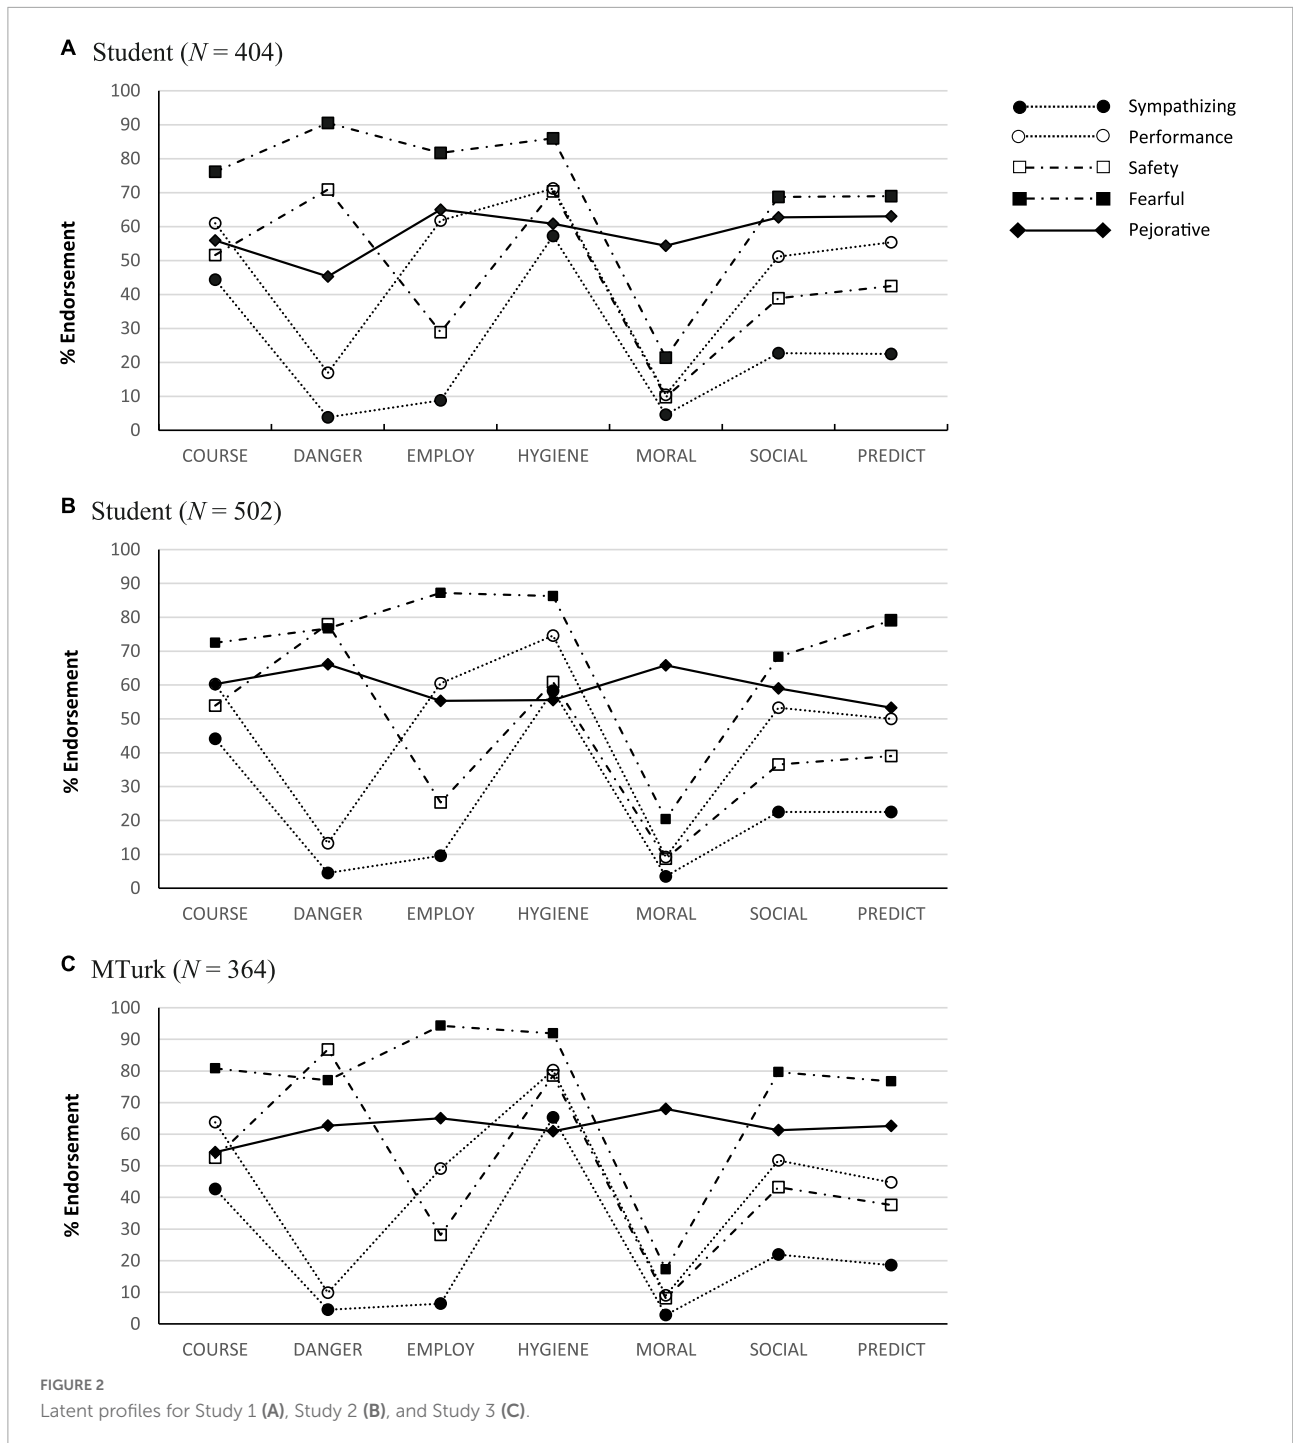 A Student (N = 404)
100
90
80
70
60
50
40
30
20
10
0
% Endorsement
COURSE DANGER EMPLOY HYGIENE MORAL SOCIAL PREDICT
Sympathizing
Performance
Safety
Fearful
Pejorative
B Student (N = 502)
100
90
80
70
60
50
40
30
20
10
0
% Endorsement
COURSE DANGER EMPLOY HYGIENE MORAL SOCIAL PREDICT
C MTurk (N = 364)
100
90
80
70
60
50
40
30
20
10
0
% Endorsement
COURSE DANGER EMPLOY HYGIENE MORAL SOCIAL PREDICT
FIGURE 2
Latent profiles for Study 1 (A), Study 2 (B), and Study 3 (C).